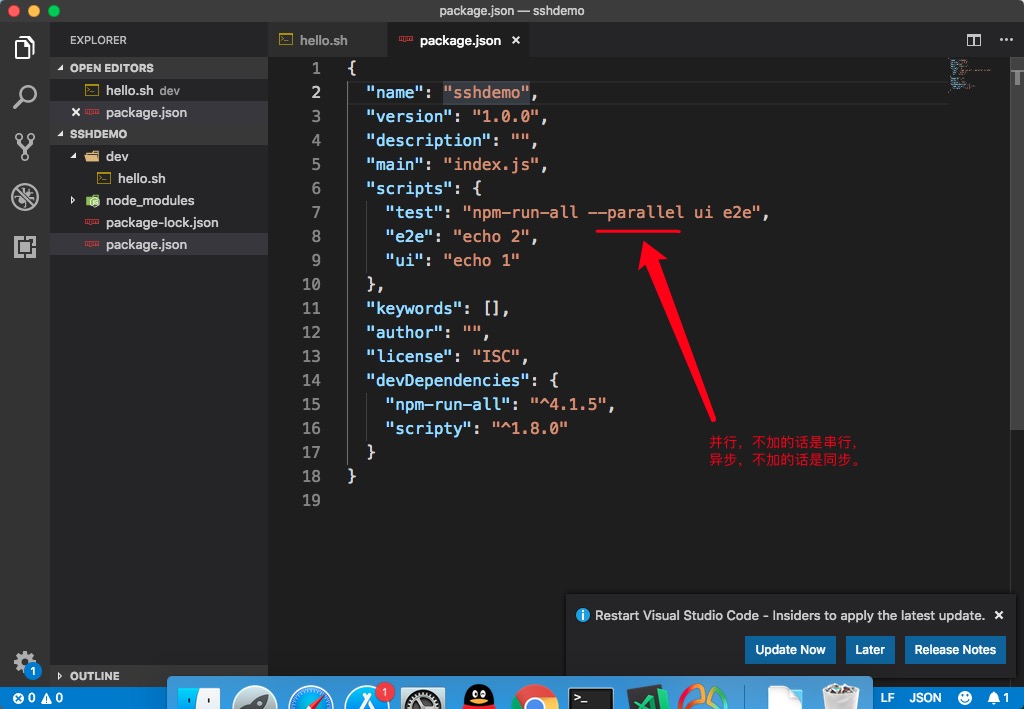 package.json — sshdemo
EXPLORER
OPEN EDITORS
hello.sh dev
package.json
SSHDEMO
dev
hello.sh
node_modules
package-lock.json
package.json
OUTLINE
hello.sh
package.json
1 {
2 "name": "sshdemo",
3 "version": "1.0.0",
4 "description": "",
5 "main": "index.js",
6 "scripts": {
7 "test": "npm-run-all --parallel ui e2e",
8 "e2e": "echo 2",
9 "ui": "echo 1"
10 },
11 "keywords": [],
12 "author": "",
13 "license": "ISC",
14 "devDependencies": {
15 "npm-run-all": "^4.1.5",
16 "scripty": "^1.8.0"
17 }
18 }
19
并行，不加的话是串行，
异步，不加的话是同步。
Restart Visual Studio Code - Insiders to apply the latest update.
Update Now
Later
Release Notes
1
0 0
1
>_
LF
JSON
1